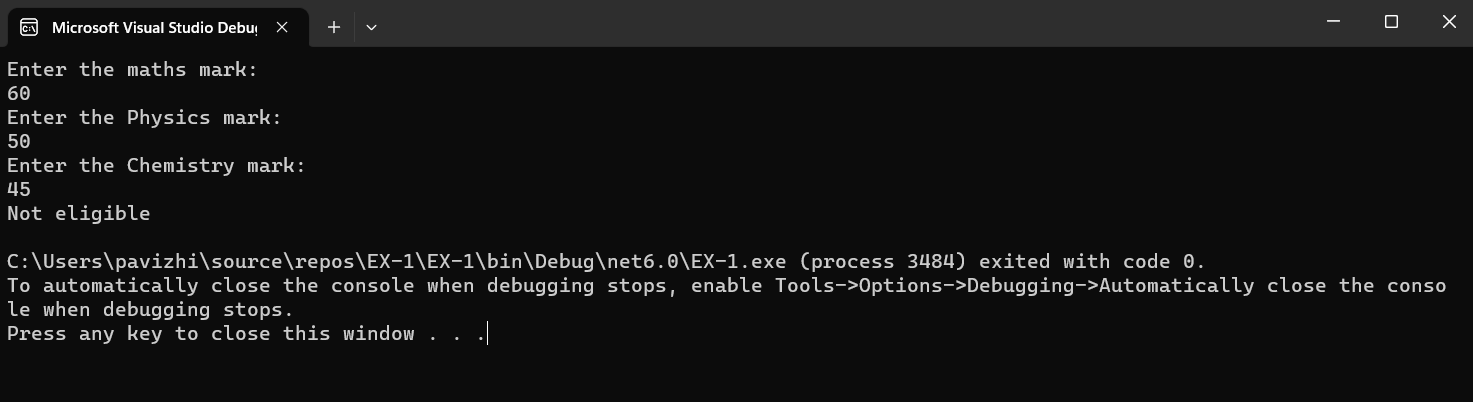 Microsoft Visual Studio Debug
Enter the maths mark:
60
Enter the Physics mark:
50
Enter the Chemistry mark:
45
Not eligible
C:\Users\pavizhi\source\repos\EX-1\EX-1\bin\Debug\net6.0\EX-1.exe (process 3484) exited with code 0.
To automatically close the console when debugging stops, enable Tools->Options->Debugging->Automatically close the conso
le when debugging stops.
Press any key to close this window . . .